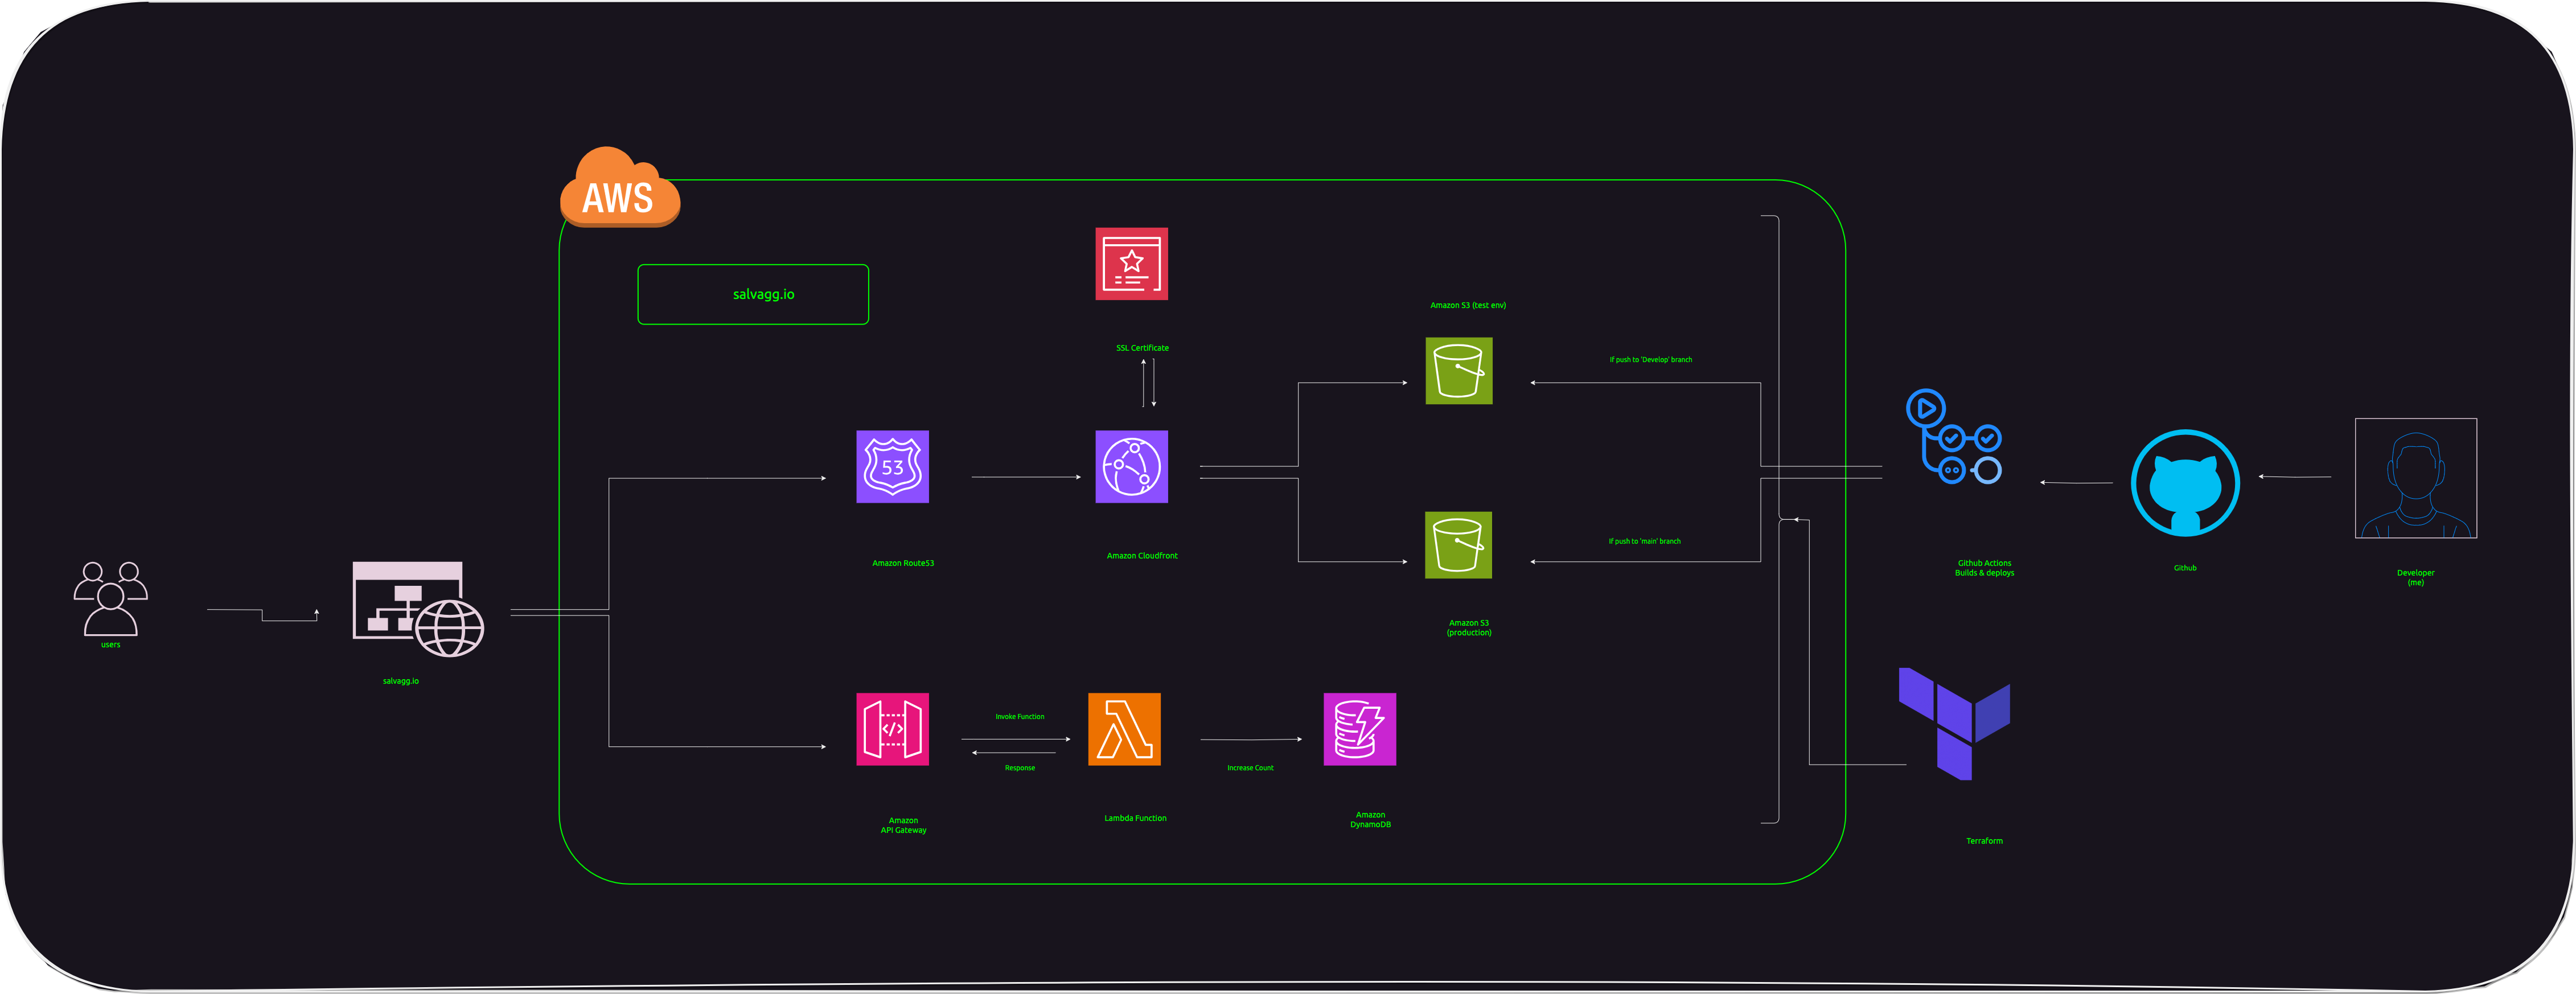 AWS
salvagg.io
SSL Certificate
Amazon S3 (test env)
If push to 'Develop' branch
53
Amazon Route53
Amazon Cloudfront
If push to 'main' branch
Amazon S3
(production)
Github Actions
Builds & deploys
Github
Developer
(me)
users
salvagg.io
Invoke Function
Response
Increase Count
Amazon
API Gateway
Lambda Function
Amazon
DynamoDB
Terraform